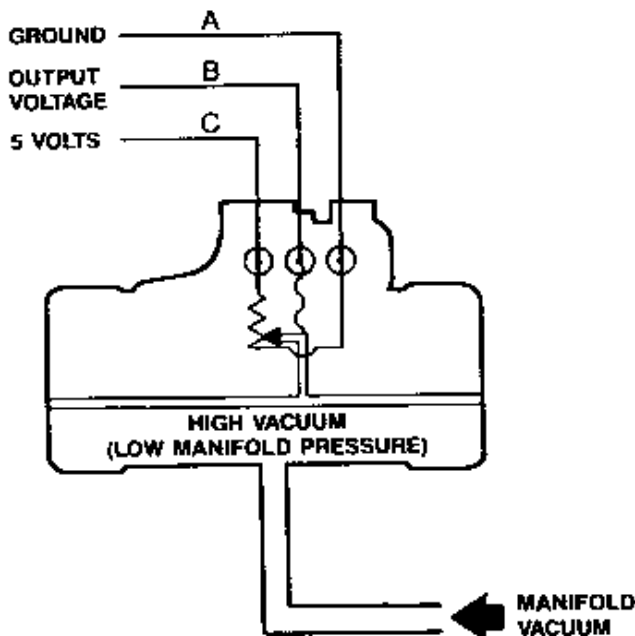 GROUND
A
OUTPUT
VOLTAGE
B
5 VOLTS
C
HIGH VACUUM
(LOW MANIFOLD PRESSURE)
MANIFOLD
VACUUM